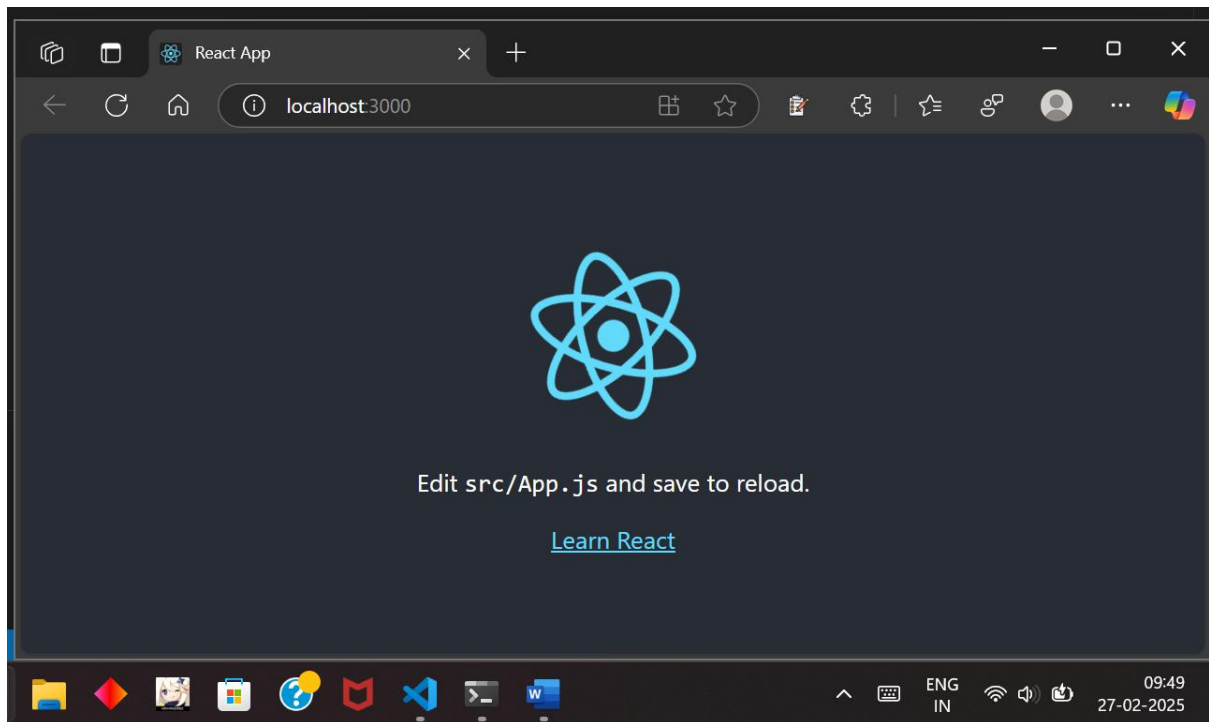 React App
localhost:3000
Edit src/App.js and save to reload.
Learn React
W
ENG
IN
09:49
27-02-2025